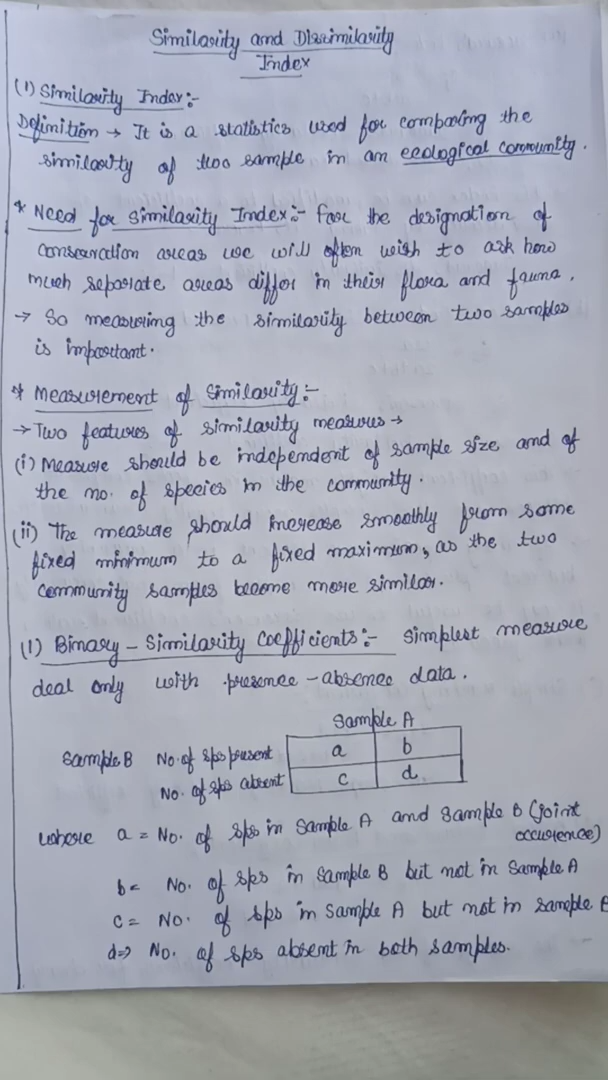 Similarity and Dissimilarity
Index
(1) Similarity Index:-
Definition → It is a statistics used for comparing the
similarity of two sample in an ecological community.
* Need for Similarity Index:- For the designation of
conservation areas we will often wish to ask how
much separate areas differ in their flora and fauna.
→ So measuring the similarity between two samples
is important.
* Measurement of Similarity:-
→ Two features of similarity measures →
(i) Measure should be independent of sample size and of
the no. of species in the community.
(ii) The measure should increase smoothly from some
fixed minimum to a fixed maximum, as the two
community samples become more similar.
(1) Binary - Similarity Coefficients:- simplest measure
deal only with presence - absence data.
Sample A
Sample B No. of sps present a b
No. of sps absent c d
where a = No. of sps in sample A and sample B (joint
occurence)
b = No. of sps in sample B but not in sample A
c = No. of sps in sample A but not in sample B
d => No. of sps absent in both samples.